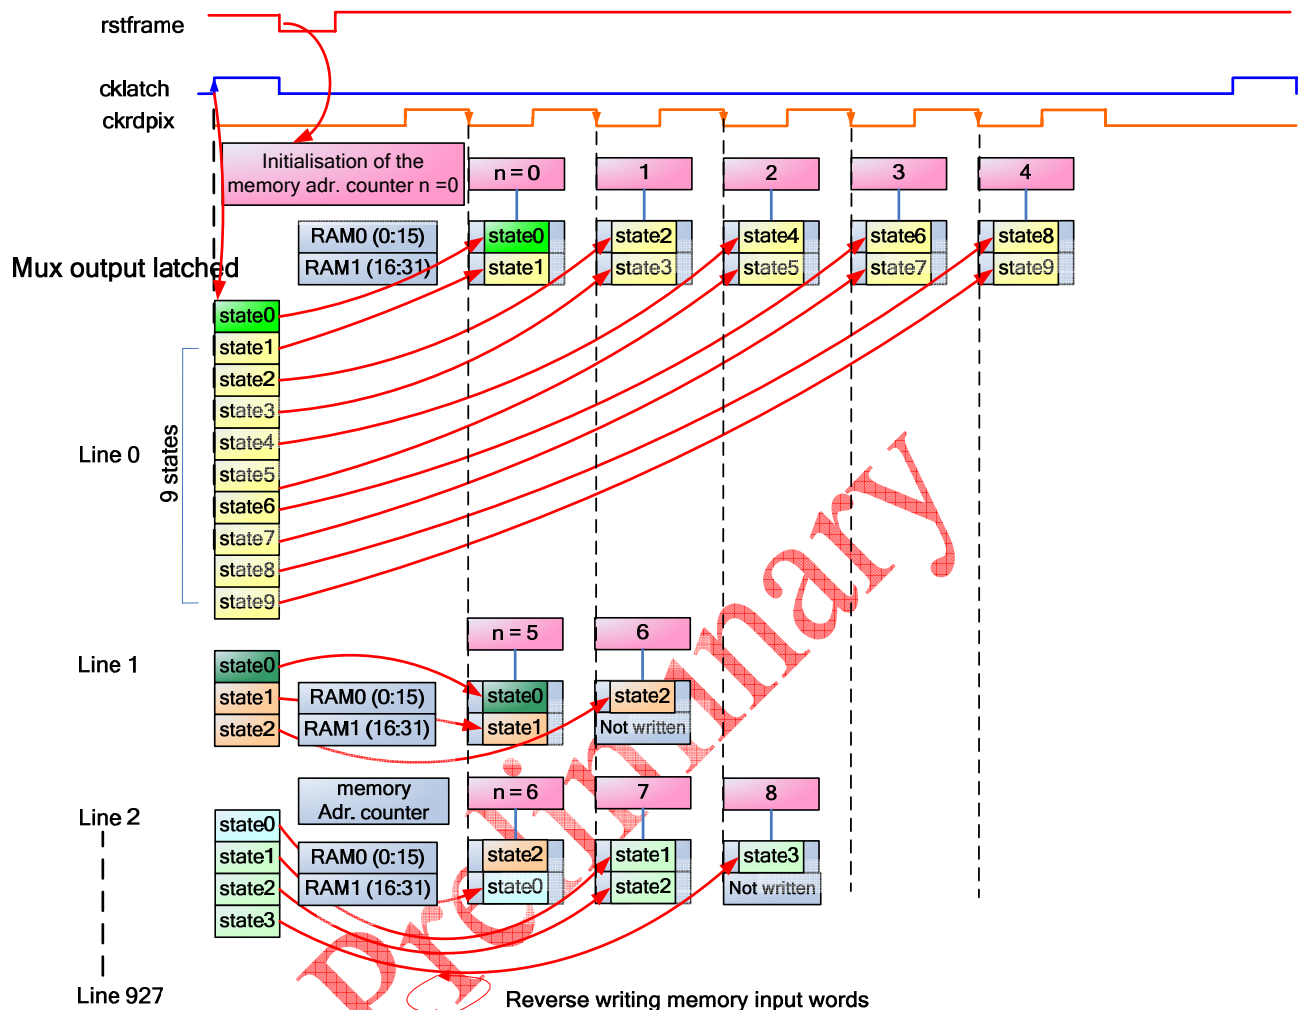 rstframe
cklatch
ckrdpix
Initialisation of the
memory adr. counter n =0
n = 0
1
2
3
4
RAM0 (0:15)
RAM1 (16:31)
state0
state1
state2
state3
state4
state5
state6
state7
state8
state9
Mux output latched
state0
state1
state2
state3
state4
state5
state6
state7
state8
state9
Line 0
9 states
n = 5
6
Line 1
state0
state1
state2
RAM0 (0:15)
RAM1 (16:31)
state0
state1
state2
Not written
memory
Adr. counter
n= 6
7
8
Line 2
state0
state1
state2
state3
RAM0 (0:15)
RAM1 (16:31)
state2
state0
state1
state2
state3
Not written
Line 927
Reverse writing memory input words
Preliminary